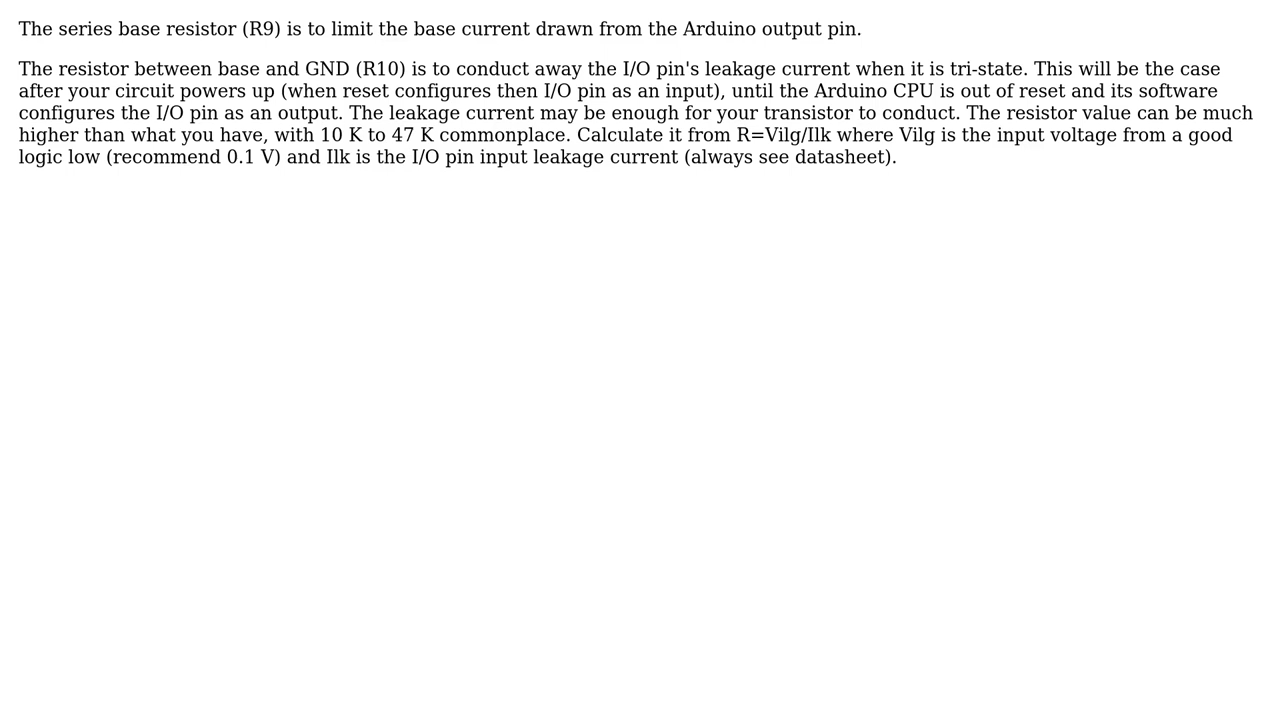 The series base resistor (R9) is to limit the base current drawn from the Arduino output pin.
The resistor between base and GND (R10) is to conduct away the I/O pin's leakage current when it is tri-state. This will be the case
after your circuit powers up (when reset configures then I/O pin as an input), until the Arduino CPU is out of reset and its software
configures the I/O pin as an output. The leakage current may be enough for your transistor to conduct. The resistor value can be much
higher than what you have, with 10 K to 47 K commonplace. Calculate it from R=Vilg/Ilk where Vilg is the input voltage from a good
logic low (recommend 0.1 V) and Ilk is the I/O pin input leakage current (always see datasheet).